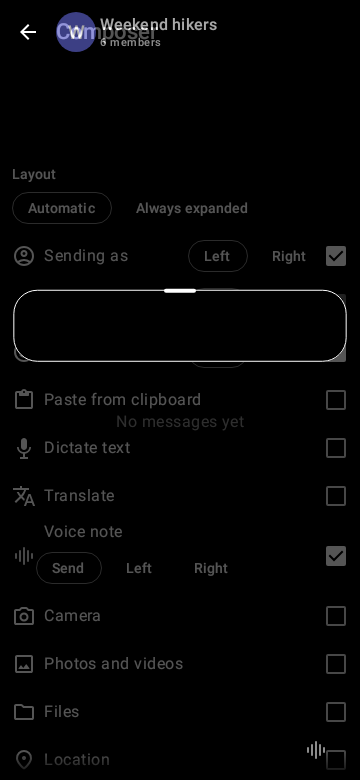 Composer
W
Weekend hikers
6 members
Layout
Automatic
Always expanded
Sending as
Left
Right
Paste from clipboard
No messages yet
Dictate text
Translate
Voice note
Send
Left
Right
Camera
Photos and videos
Files
Location